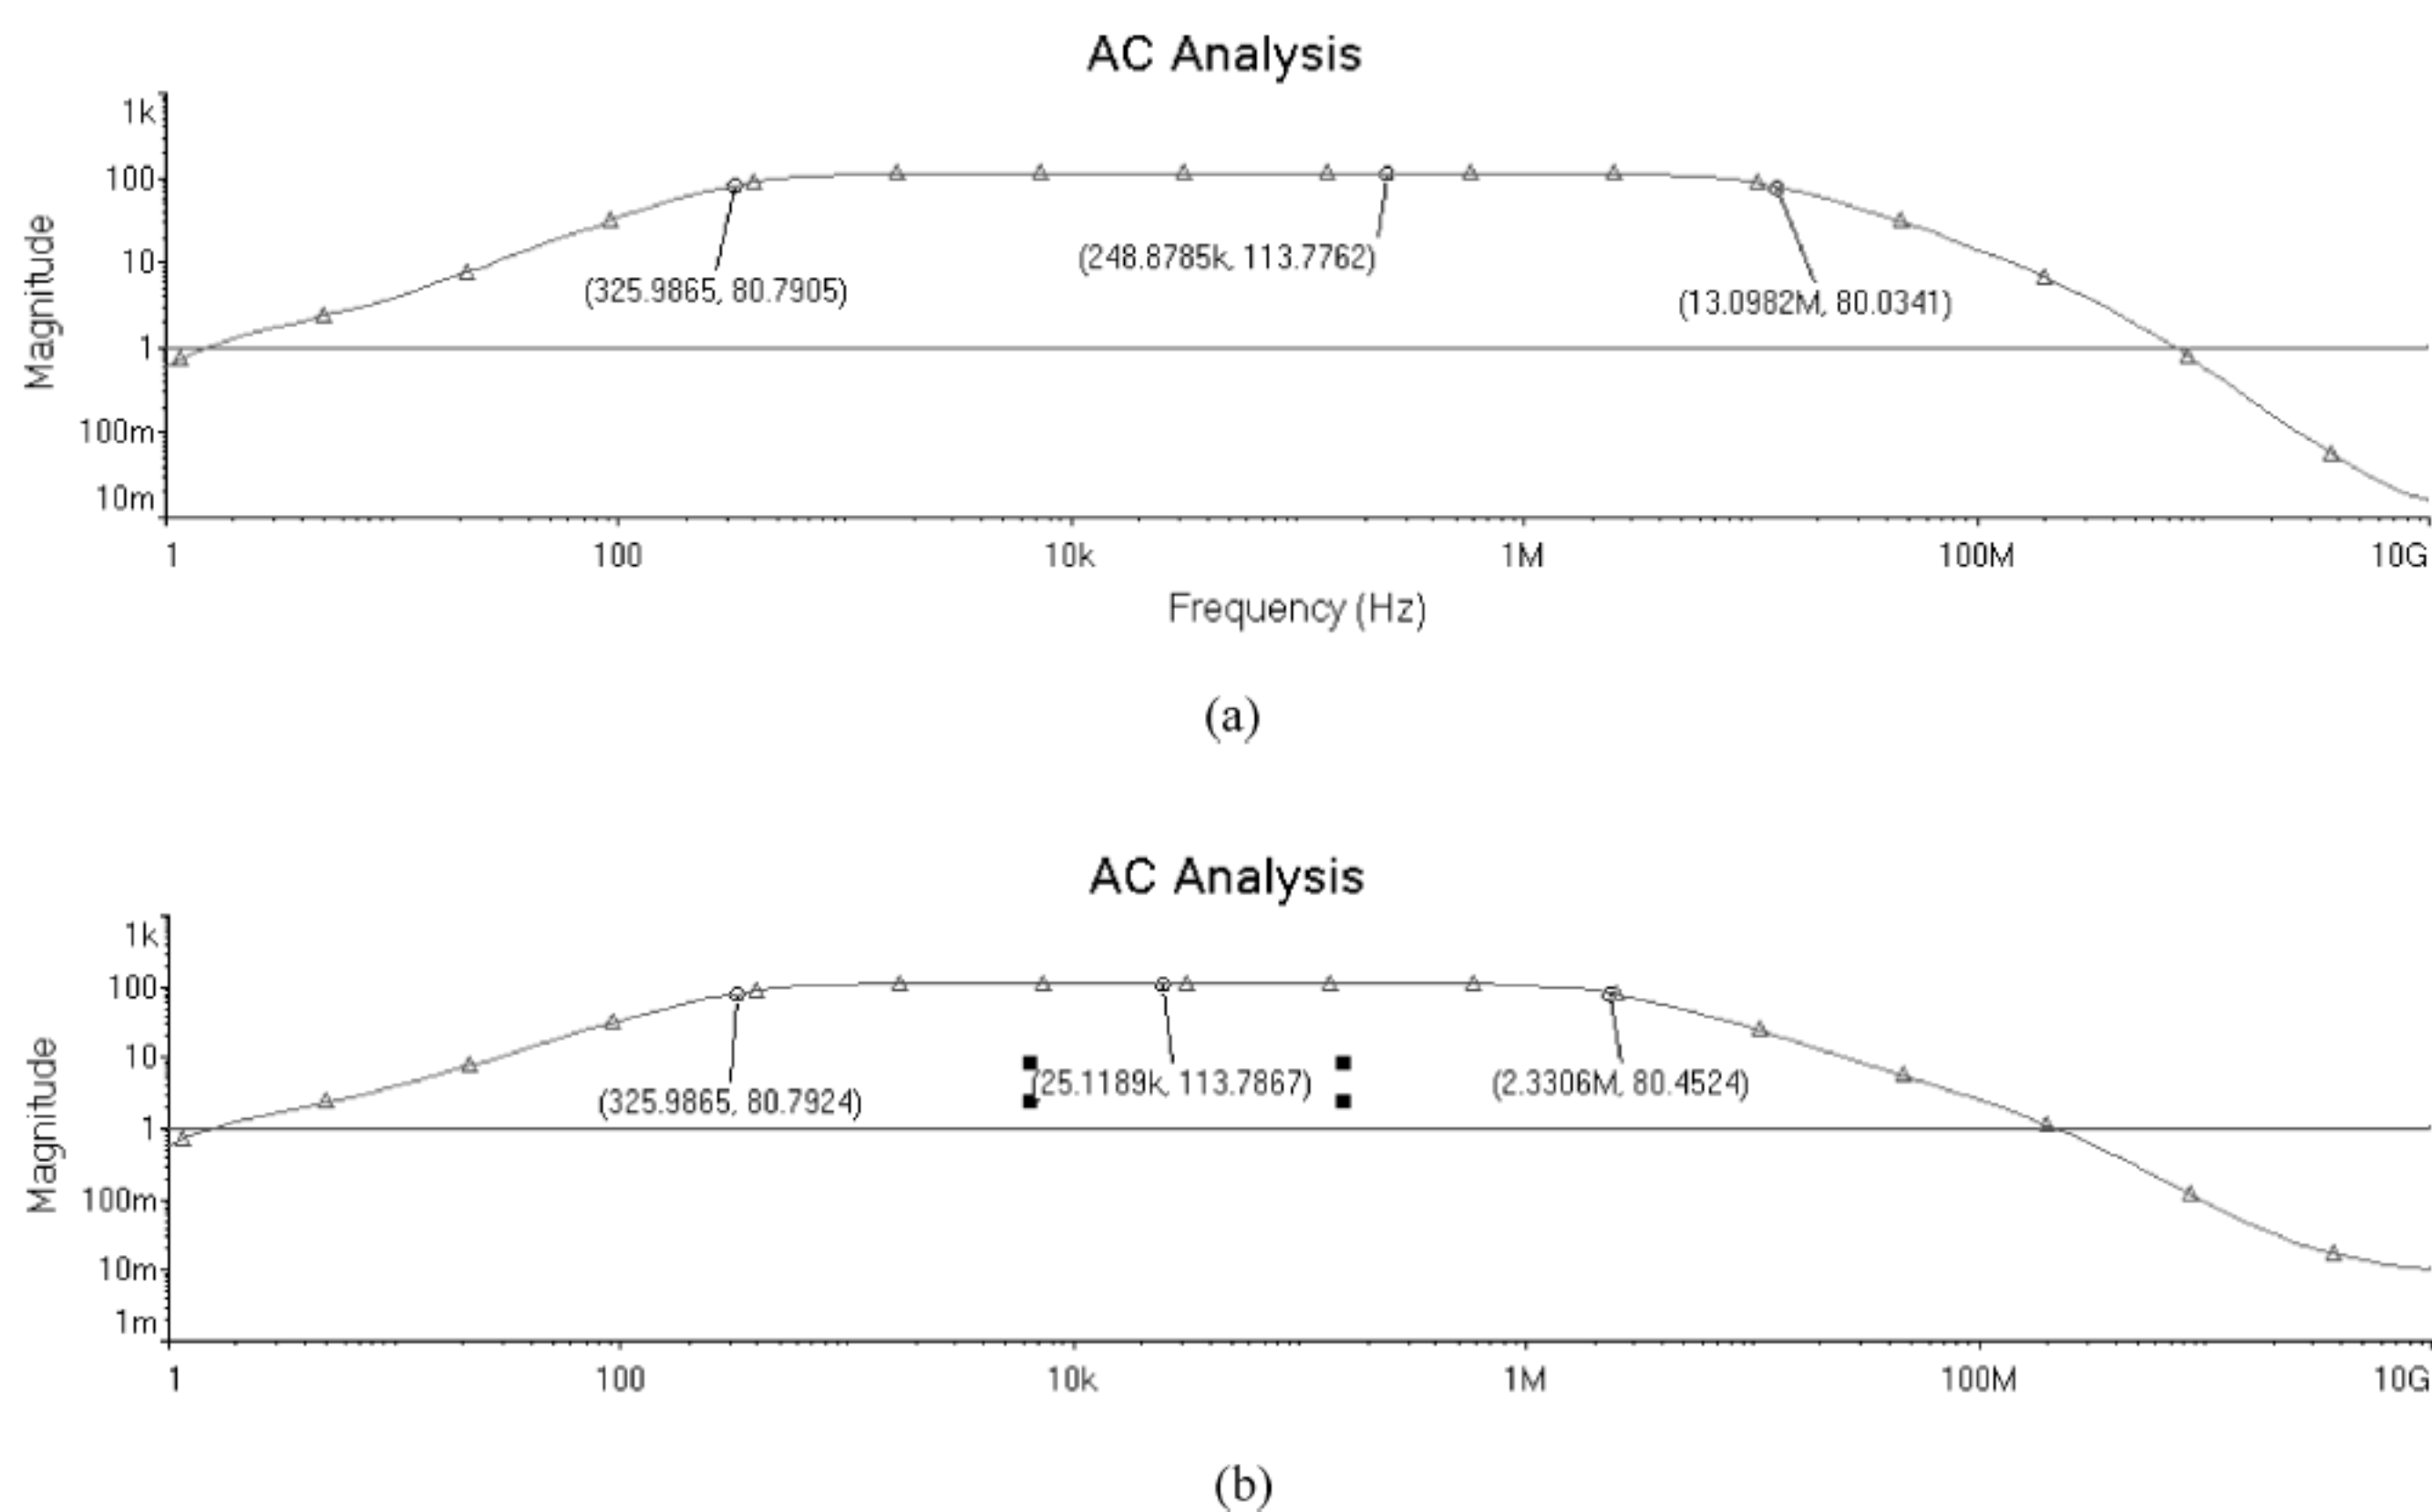 AC Analysis
1k
100
10
1
100m
10m
Magnitude
(325.9865, 80.7905)
(248.8785k, 113.7762)
(13.0982M, 80.0341)
1 100 10k 1M 100M 10G
Frequency (Hz)
(a)
AC Analysis
1k
100
10
1
100m
10m
1m
Magnitude
(325.9865, 80.7924)
(25.1189k, 113.7867)
(2.3306M, 80.4524)
1 100 10k 1M 100M 10G
(b)